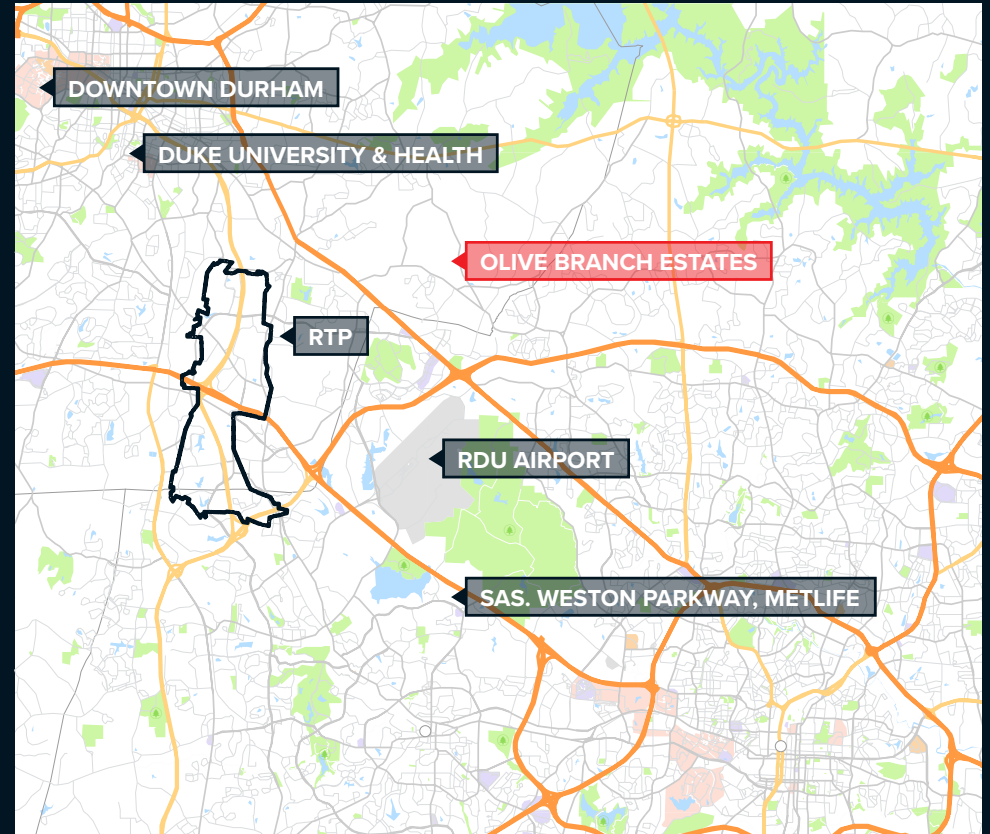 DOWNTOWN DURHAM
DUKE UNIVERSITY & HEALTH
OLIVE BRANCH ESTATES
RTP
RDU AIRPORT
SAS. WESTON PARKWAY, METLIFE